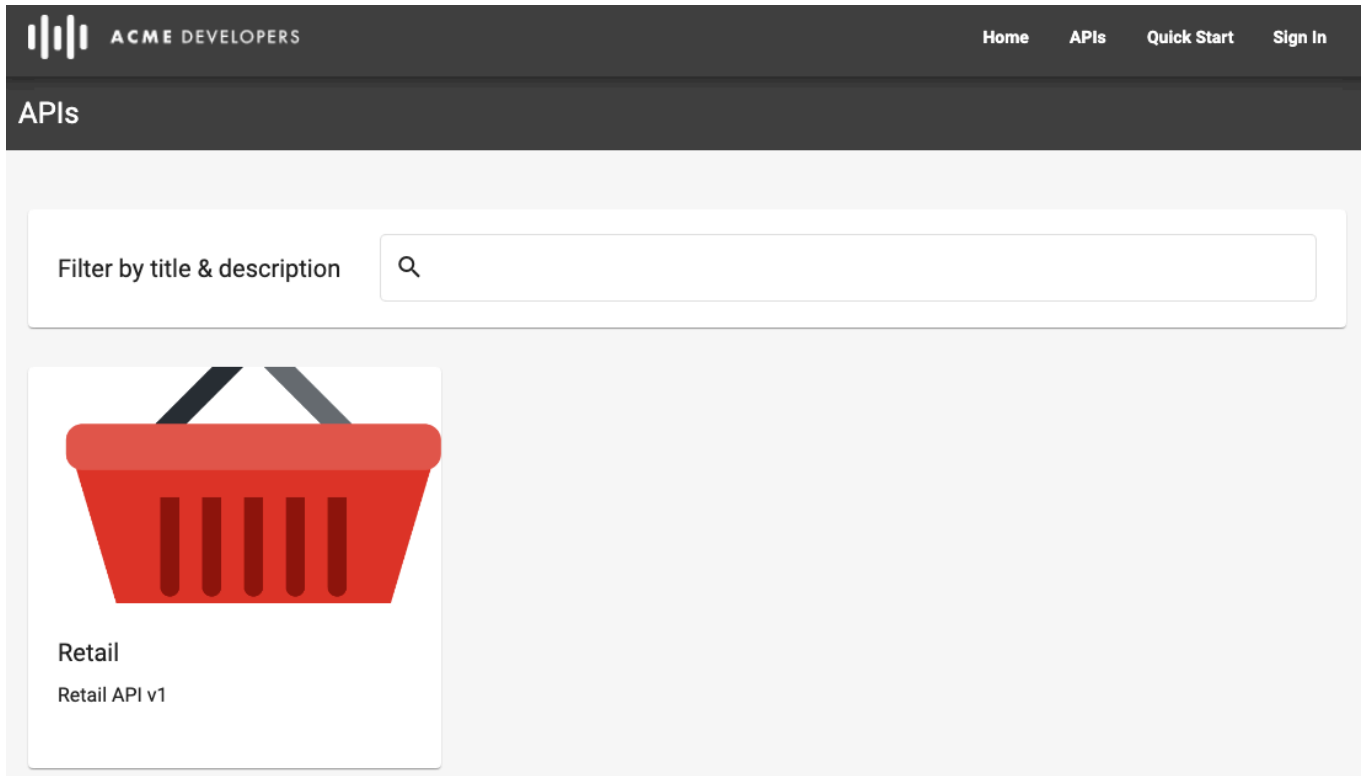 ACME DEVELOPERS
Home APIs Quick Start Sign In
APIs
Filter by title & description
Retail
Retail API v1